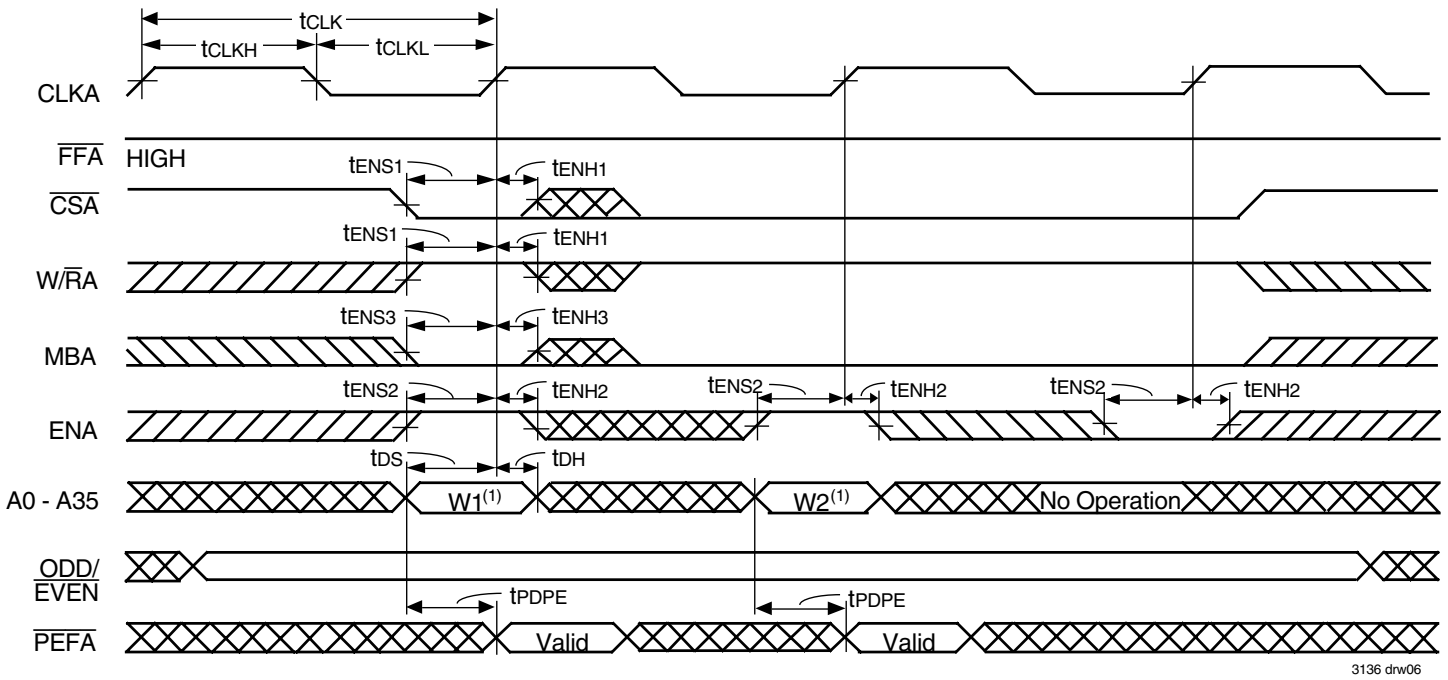 tCLK
tCLKH tCLKL
CLKA
FFA HIGH
tENS1 tENH1
CSA
tENS1 tENH1
W/RA
tENS3 tENH3
MBA
tENS2 tENH2 tENS2 tENH2 tENS2 tENH2
ENA
tDS tDH
A0 - A35 W1(1) W2(1) No Operation
ODD/
EVEN
tPDPE tPDPE
PEFA Valid Valid
3136 drw06